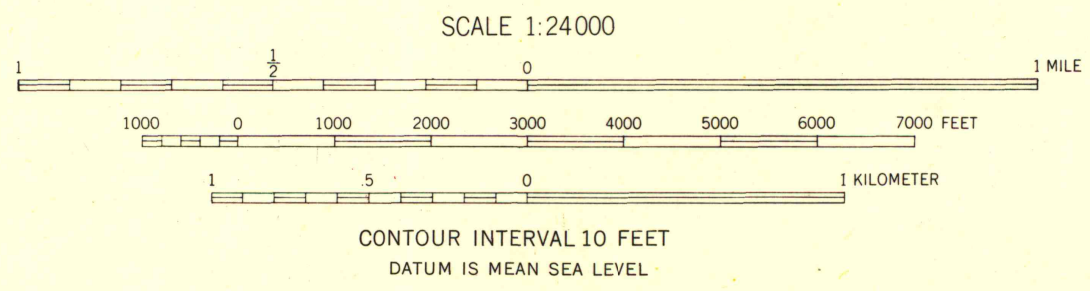 SCALE 1:24000
1 1/2 0 1 MILE
1000 0 1000 2000 3000 4000 5000 6000 7000 FEET
1 .5 0 1 KILOMETER
CONTOUR INTERVAL 10 FEET
DATUM IS MEAN SEA LEVEL